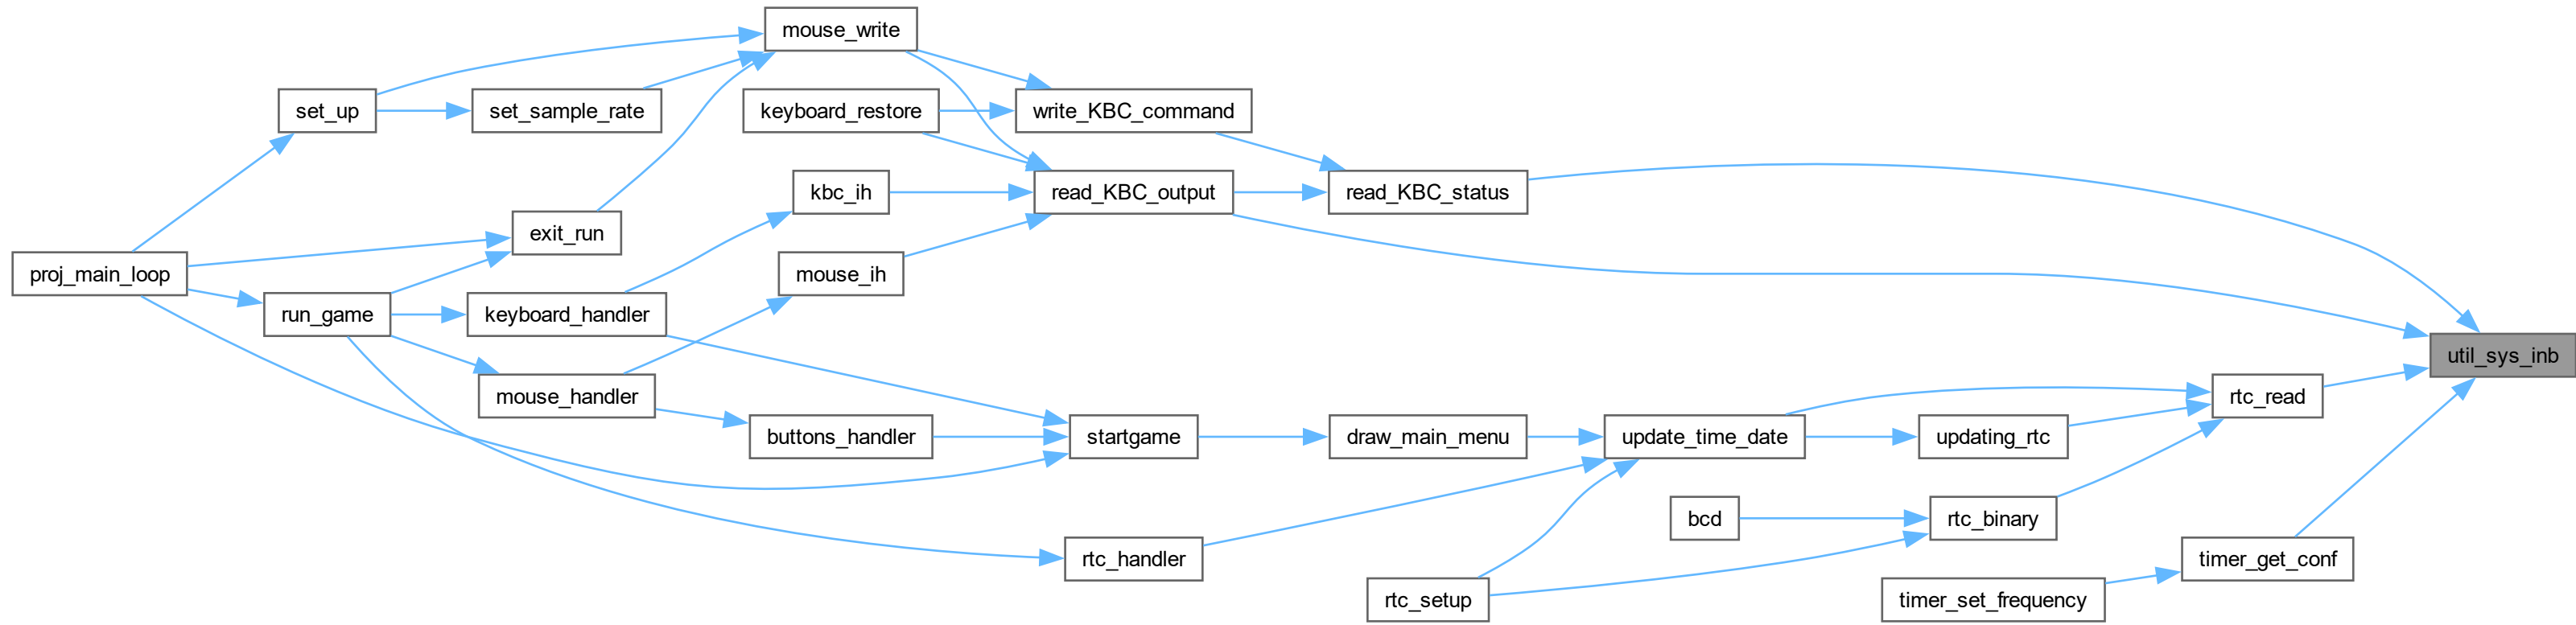 mouse_write
set_up
set_sample_rate
keyboard_restore
write_KBC_command
kbc_ih
read_KBC_output
read_KBC_status
exit_run
proj_main_loop
mouse_ih
run_game
keyboard_handler
util_sys_inb
mouse_handler
rtc_read
buttons_handler
startgame
draw_main_menu
update_time_date
updating_rtc
bcd
rtc_binary
rtc_handler
timer_get_conf
rtc_setup
timer_set_frequency